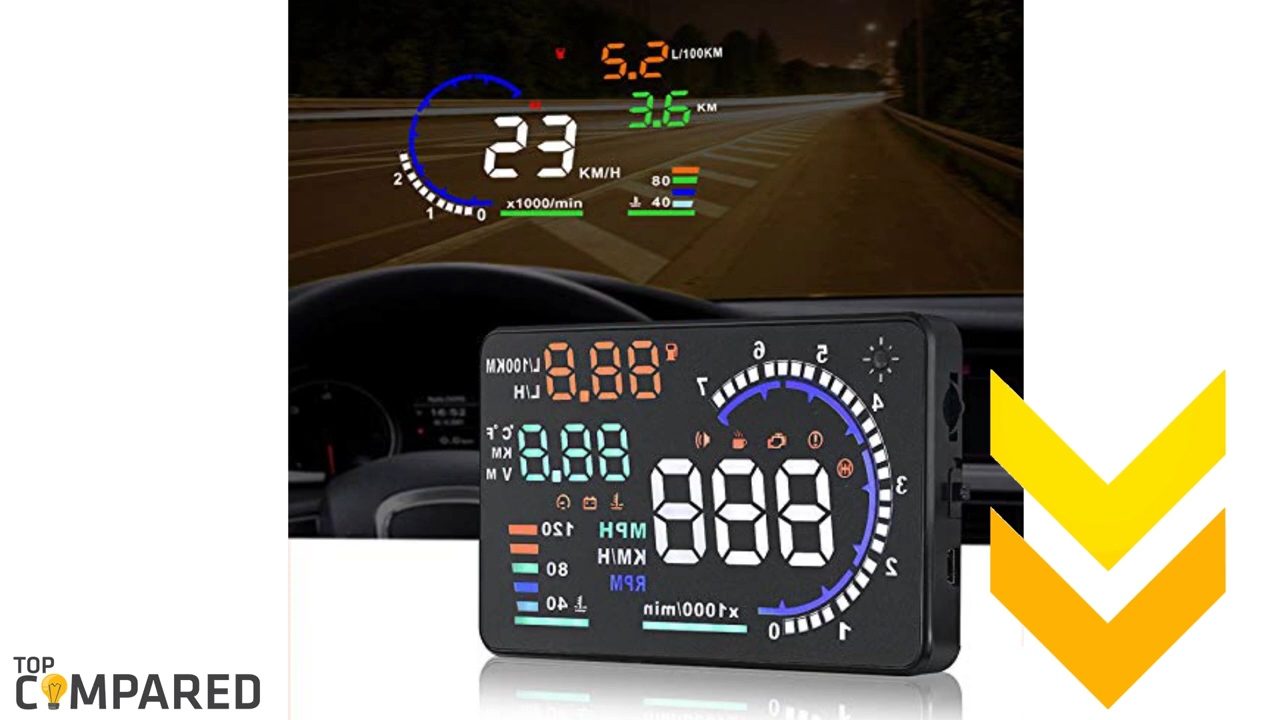 5.2 L/100KM
3.6 KM
23 KM/H
80
2
40
1
0
x1000/min
L/100KM
8.88
L/H
6
5
7
4
°C °F
KM
V M
8.88
3
888
120
MPH
80
KM/H
2
RPM
40
x1000/min
1
0
TOP
COMPARED